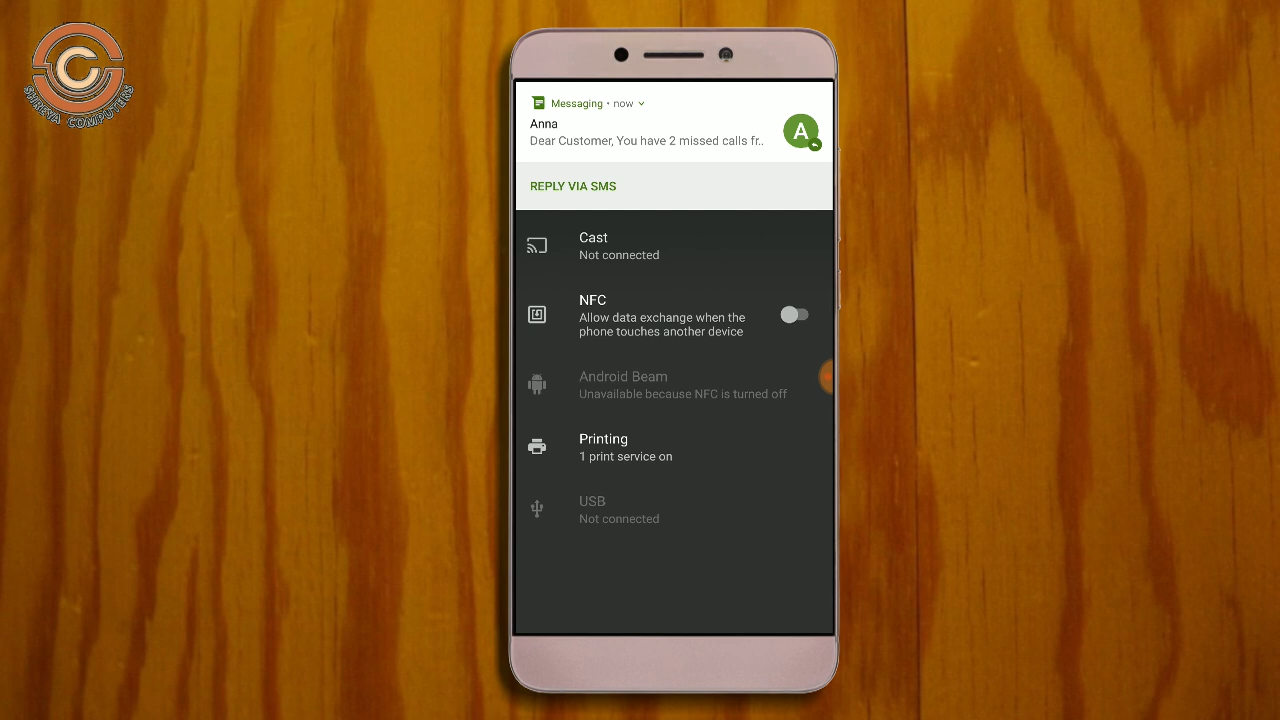 SHREYA COMPUTERS
Messaging • now
Anna
Dear Customer, You have 2 missed calls fr..
A
REPLY VIA SMS
Cast
Not connected
NFC
Allow data exchange when the
phone touches another device
Android Beam
Unavailable because NFC is turned off
Printing
1 print service on
USB
Not connected